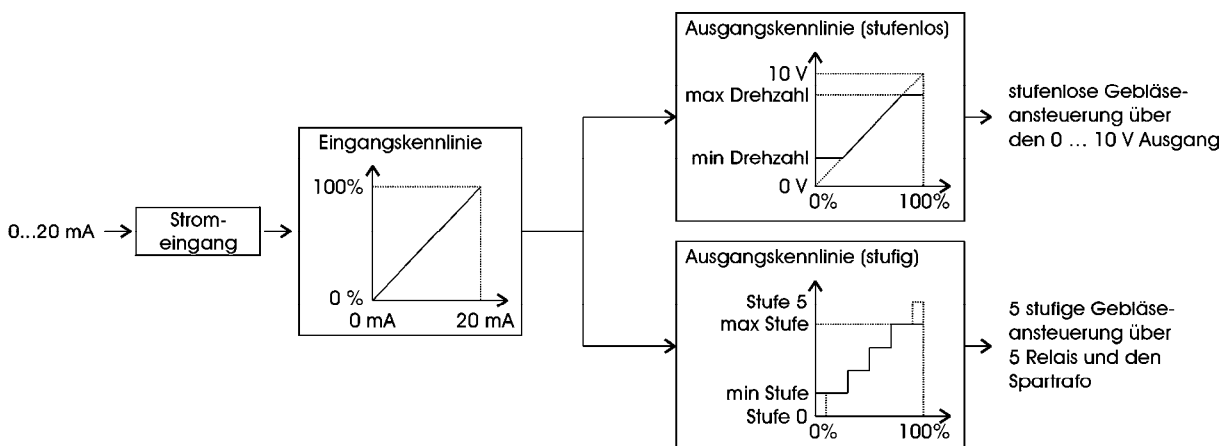 0...20 mA
Strom-
eingang
Eingangskennlinie
100%
0 %
0 mA
20 mA
Ausgangskennlinie (stufenlos)
10 V
max Drehzahl
min Drehzahl
0 V
0%
100%
stufenlose Gebläse-
ansteuerung über
den 0 ... 10 V Ausgang
Ausgangskennlinie (stufig)
Stufe 5
max Stufe
min Stufe
Stufe 0
0%
100%
5 stufige Gebläse-
ansteuerung über
5 Relais und den
Spartrafo